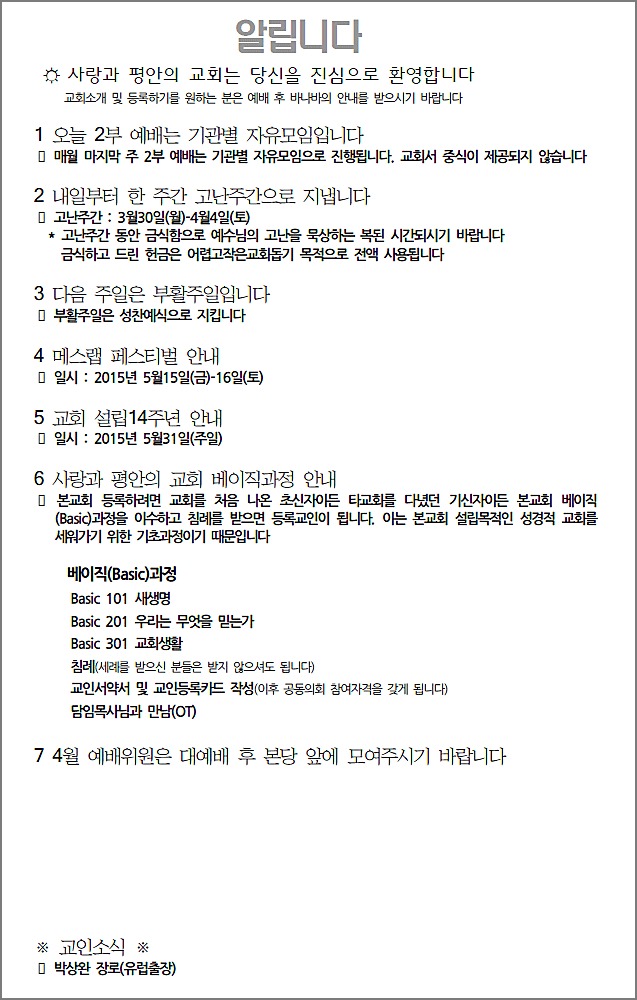 알립니다
☼ 사랑과 평안의 교회는 당신을 진심으로 환영합니다
교회소개 및 등록하기를 원하는 분은 예배 후 바나바의 안내를 받으시기 바랍니다
1 오늘 2부 예배는 기관별 자유모임입니다
▯ 매월 마지막 주 2부 예배는 기관별 자유모임으로 진행됩니다. 교회서 중식이 제공되지 않습니다
2 내일부터 한 주간 고난주간으로 지냅니다
▯ 고난주간 : 3월30일(월)-4월4일(토)
* 고난주간 동안 금식함으로 예수님의 고난을 묵상하는 복된 시간되시기 바랍니다
금식하고 드린 헌금은 어렵고작은교회돕기 목적으로 전액 사용됩니다
3 다음 주일은 부활주일입니다
▯ 부활주일은 성찬예식으로 지킵니다
4 메스랩 페스티벌 안내
▯ 일시 : 2015년 5월15일(금)-16일(토)
5 교회 설립14주년 안내
▯ 일시 : 2015년 5월31일(주일)
6 사랑과 평안의 교회 베이직과정 안내
▯ 본교회 등록하려면 교회를 처음 나온 초신자이든 타교회를 다녔던 기신자이든 본교회 베이직
(Basic)과정을 이수하고 침례를 받으면 등록교인이 됩니다. 이는 본교회 설립목적인 성경적 교회를
세워가기 위한 기초과정이기 때문입니다
베이직(Basic)과정
Basic 101 새생명
Basic 201 우리는 무엇을 믿는가
Basic 301 교회생활
침례(세례를 받으신 분들은 받지 않으셔도 됩니다)
교인서약서 및 교인등록카드 작성(이후 공동의회 참여자격을 갖게 됩니다)
담임목사님과 만남(OT)
7 4월 예배위원은 대예배 후 본당 앞에 모여주시기 바랍니다
※ 교인소식 ※
▯ 박상완 장로(유럽출장)